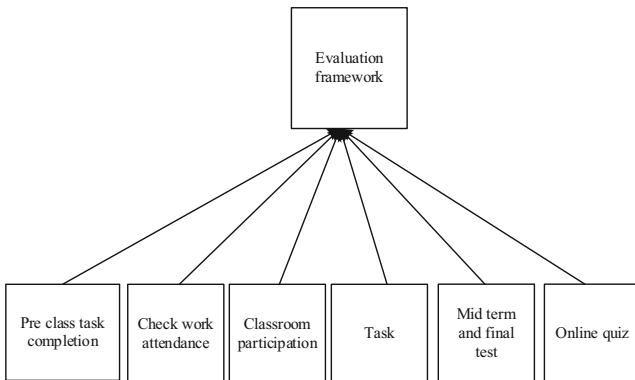 Evaluation
framework
Pre class task
completion
Check work
attendance
Classroom
participation
Task
Mid term
and final
test
Online quiz